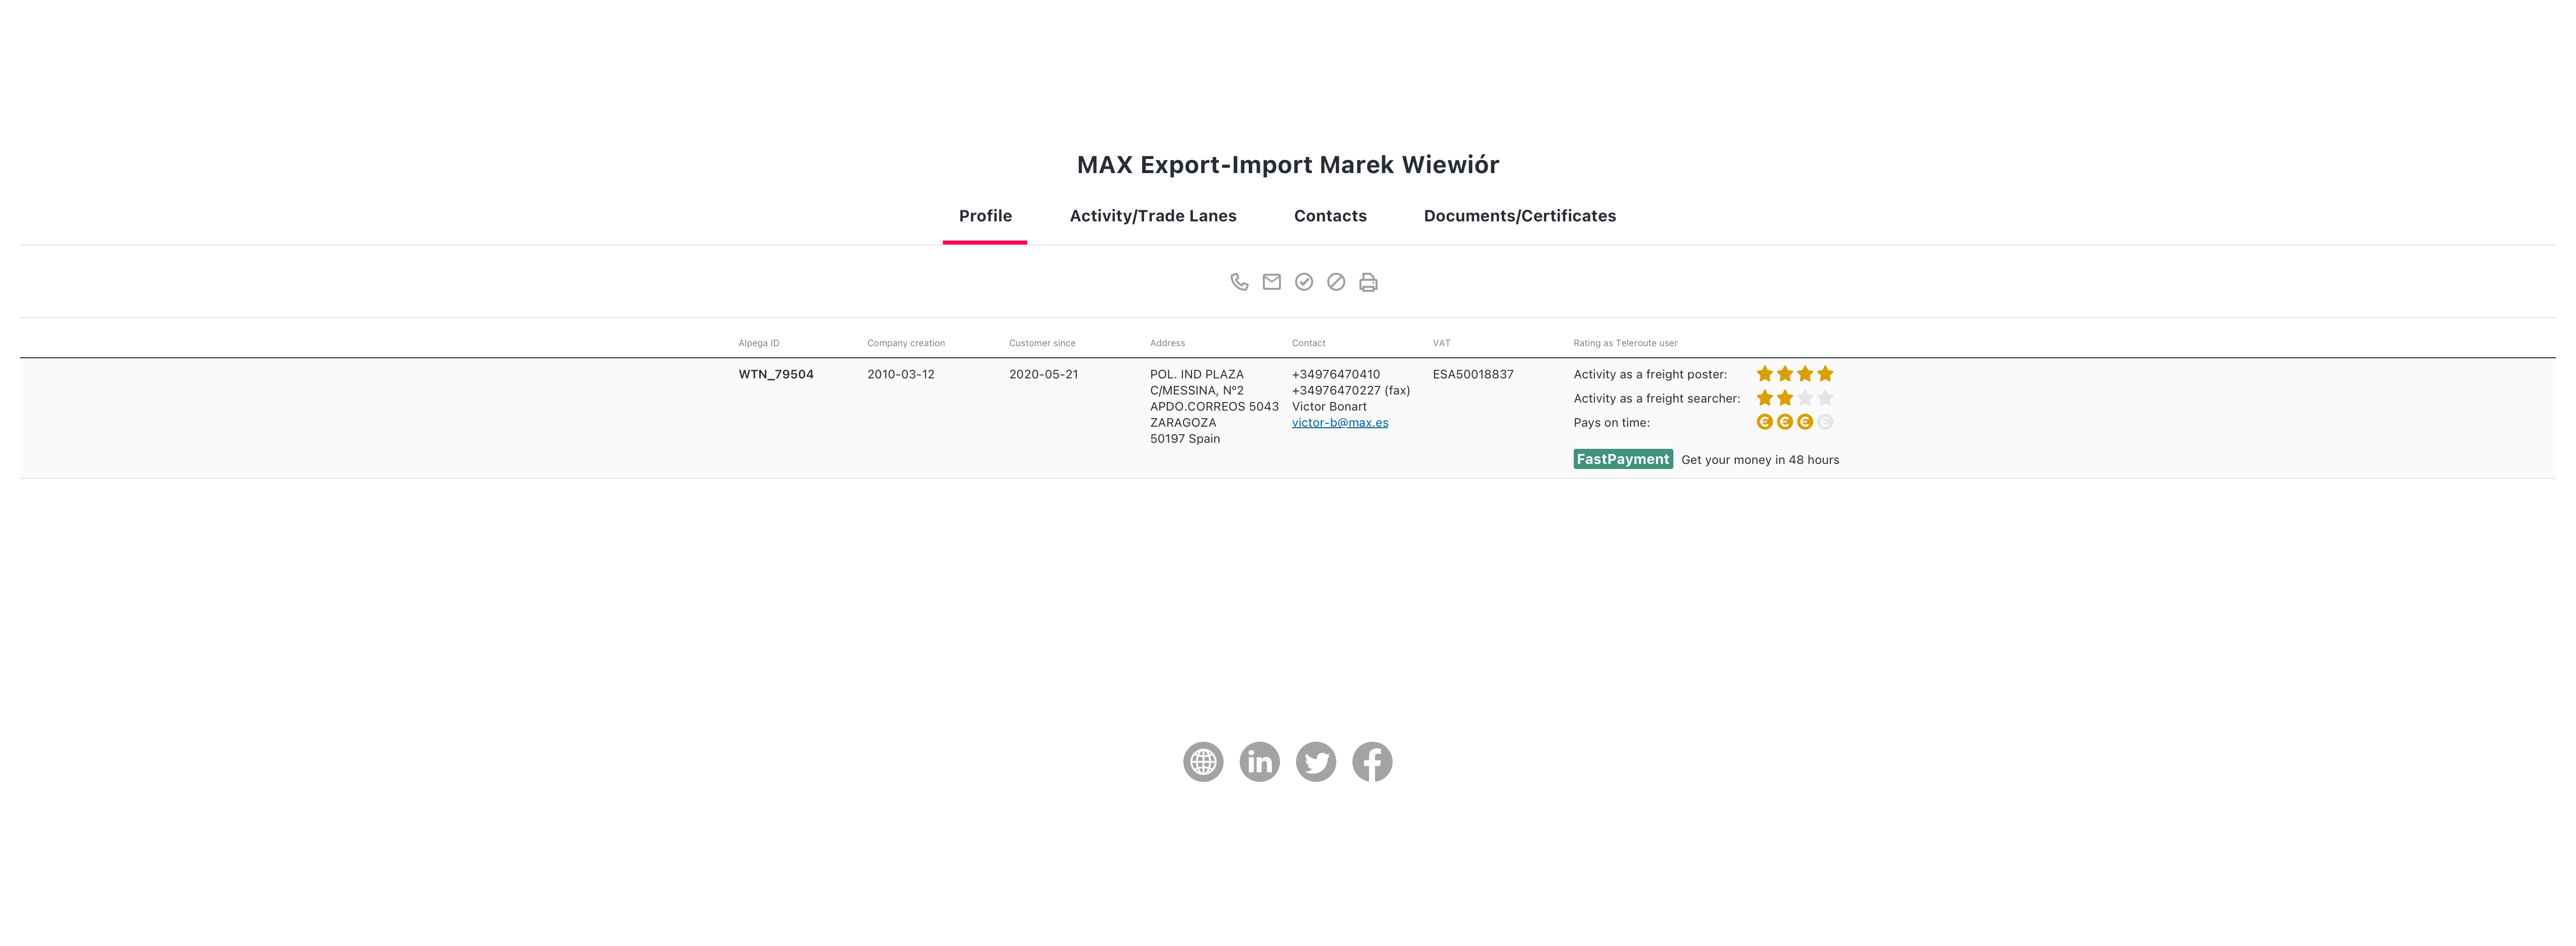 MAX Export-Import Marek Wiewiór
Profile Activity/Trade Lanes Contacts Documents/Certificates
Alpega ID Company creation Customer since Address Contact VAT Rating as Teleroute user
WTN_79504
2010-03-12
2020-05-21
POL. IND PLAZA
C/MESSINA, Nº2
APDO.CORREOS 5043
ZARAGOZA
50197 Spain
+34976470410
+34976470227 (fax)
Victor Bonart
victor-b@max.es
ESA50018837
Activity as a freight poster:
Activity as a freight searcher:
Pays on time:
FastPayment Get your money in 48 hours
in
f